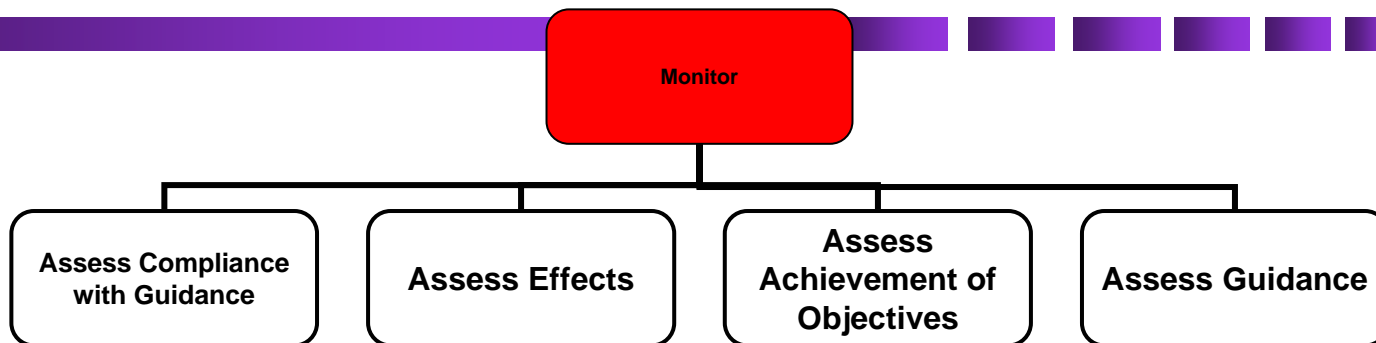 Monitor
Assess Compliance
with Guidance
Assess Effects
Assess
Achievement of
Objectives
Assess Guidance